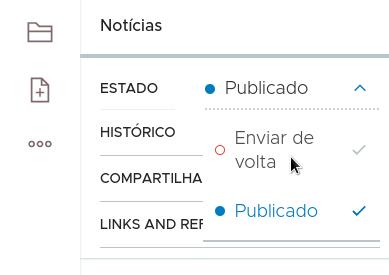 Notícias
ESTADO
Publicado
HISTÓRICO
Enviar de
volta
COMPARTILHA
Publicado
LINKS AND REF